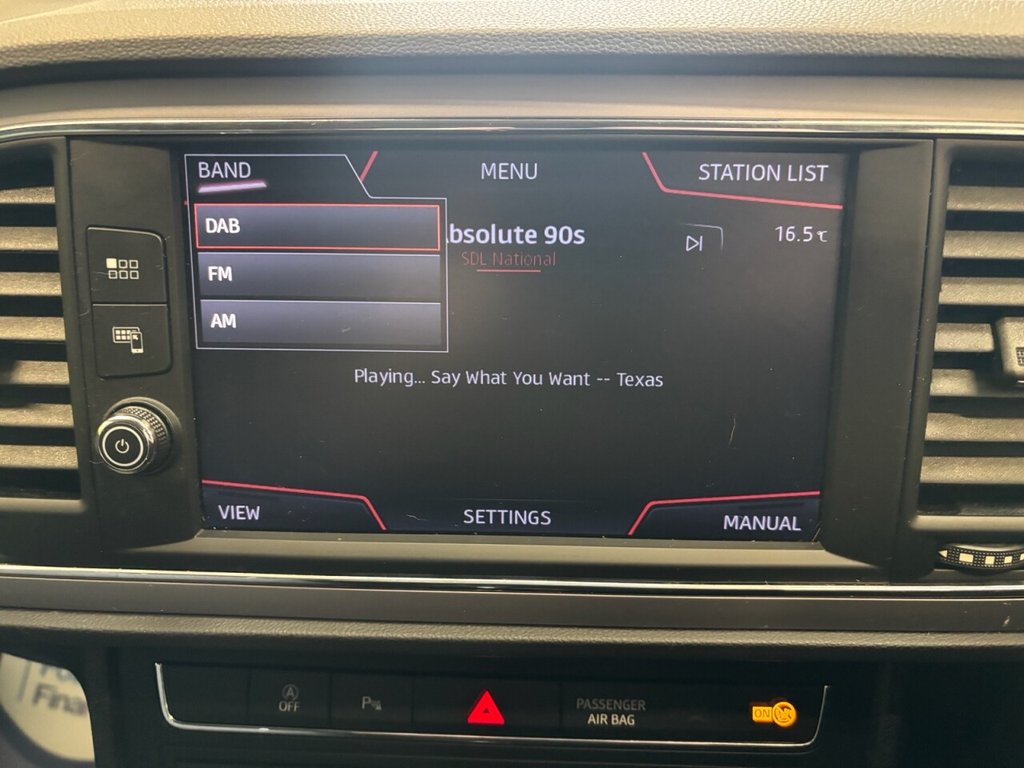 BAND
MENU
STATION LIST
DAB
bsolute 90s
16.5°C
SDL National
FM
AM
Playing... Say What You Want -- Texas
VIEW
SETTINGS
MANUAL
A
OFF
P
PASSENGER
AIR BAG
ON
Fina